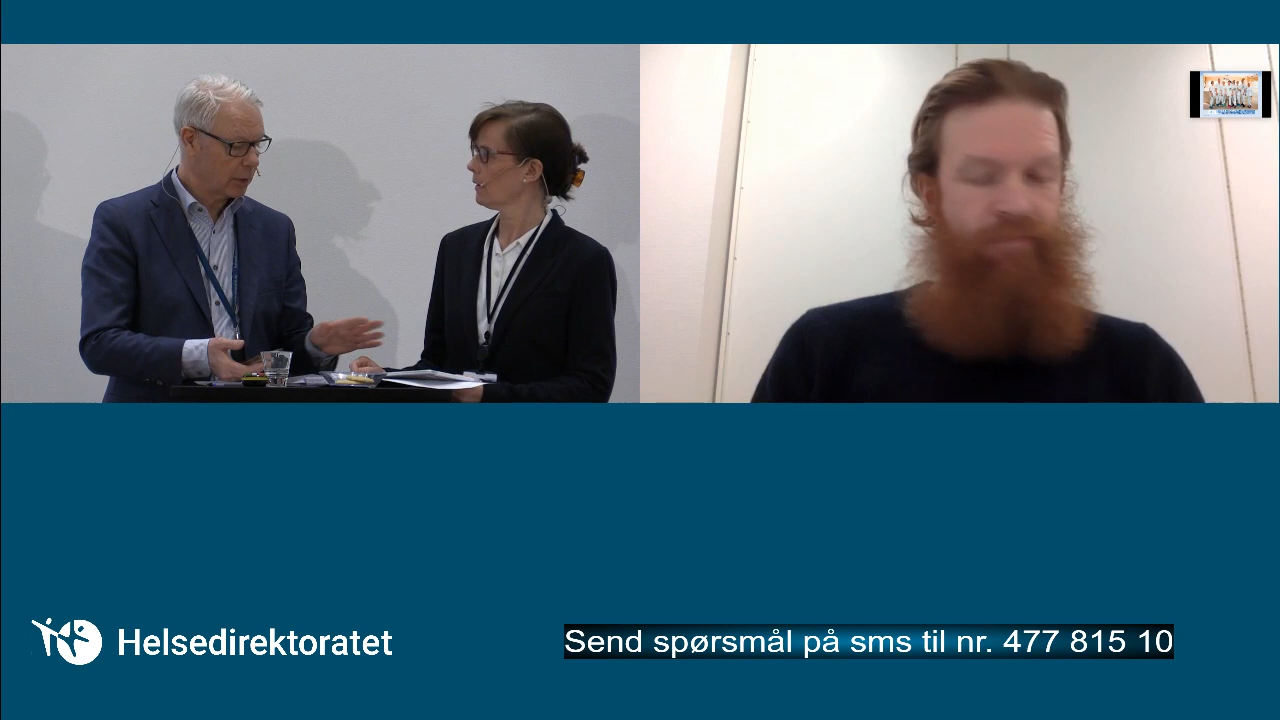 Helsedirektoratet
Send spørsmål på sms til nr. 477 815 10